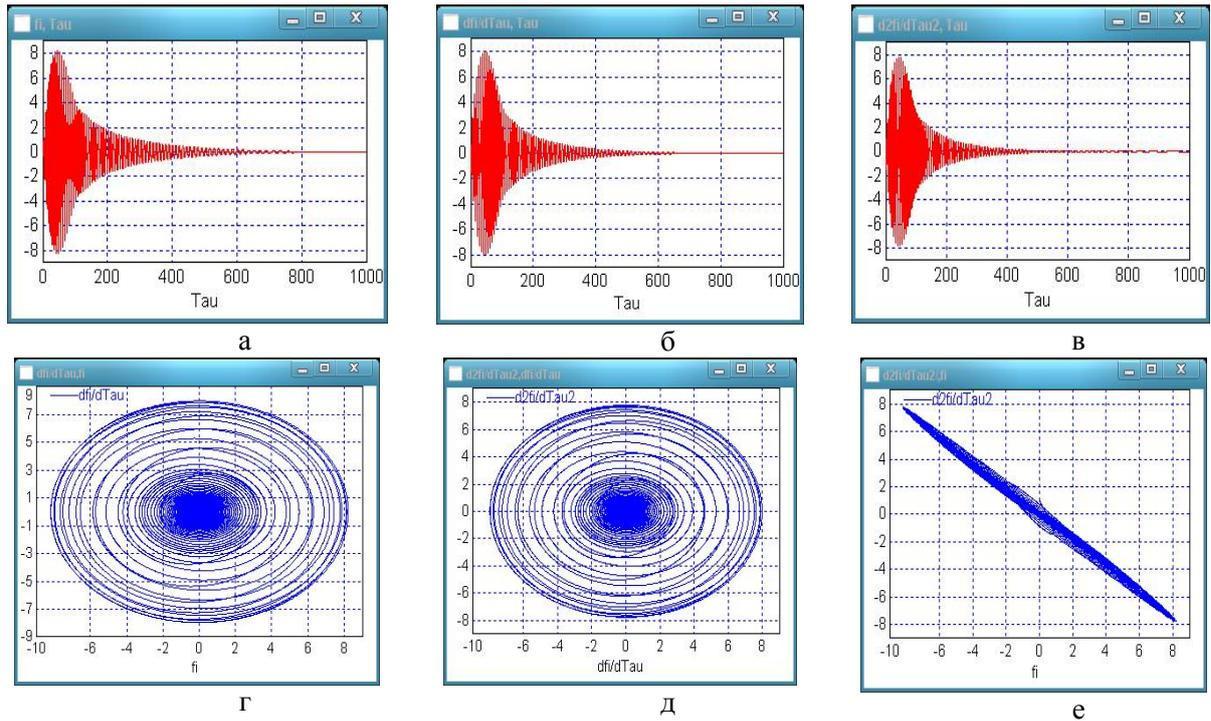 fi, Tau
dfi/dTau, Tau
d2fi/dTau2, Tau
8
6
4
2
0
-2
-4
-6
-8
0 200 400 600 800 1000
Tau
8
6
4
2
0
-2
-4
-6
-8
0 200 400 600 800 1000
Tau
8
6
4
2
0
-2
-4
-6
-8
0 200 400 600 800 1000
Tau
а
б
в
dfi/dTau,fi
d2fi/dTau2,dfi/dTau
d2fi/dTau2,fi
dfi/dTau
9
7
5
3
1
-1
-3
-5
-7
-9
-10 -8 -6 -4 -2 0 2 4 6 8
fi
d2fi/dTau2
8
6
4
2
0
-2
-4
-6
-8
-10 -8 -6 -4 -2 0 2 4 6 8
dfi/dTau
d2fi/dTau2
8
6
4
2
0
-2
-4
-6
-8
-10 -8 -6 -4 -2 0 2 4 6 8
fi
г
д
е